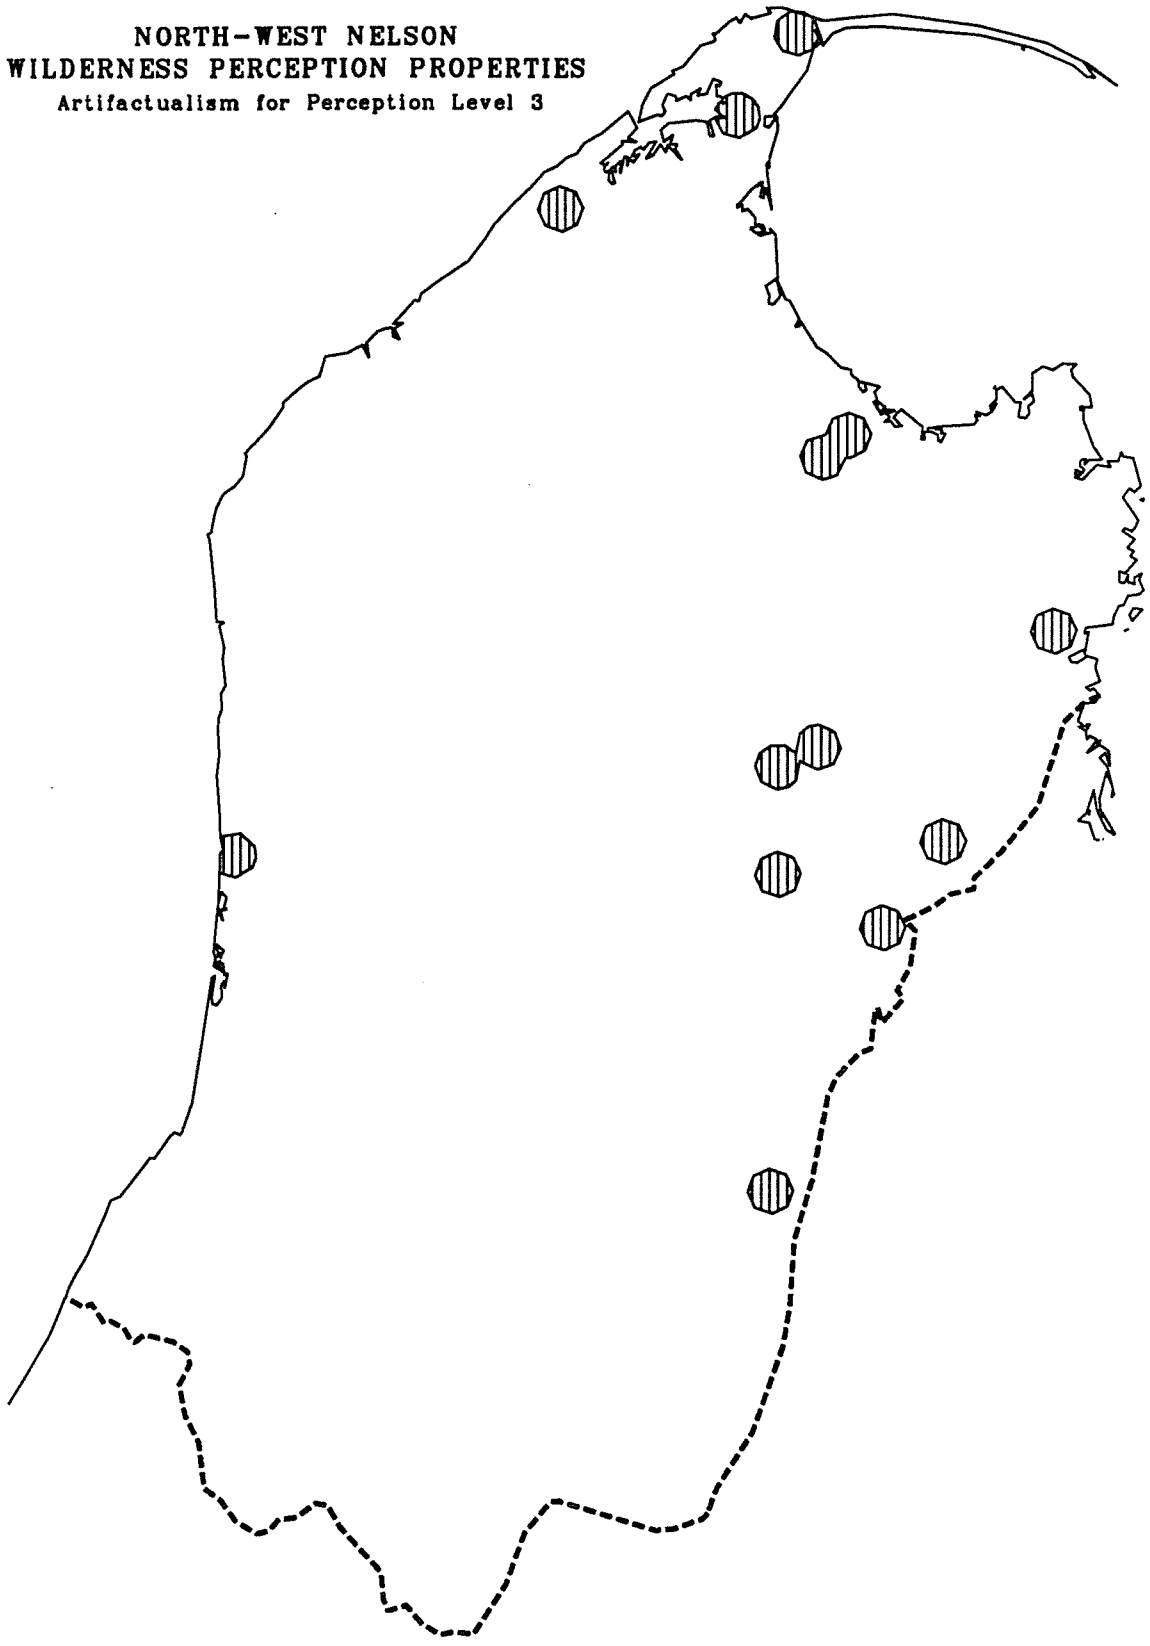 NORTH-WEST NELSON
WILDERNESS PERCEPTION PROPERTIES
Artifactualism for Perception Level 3